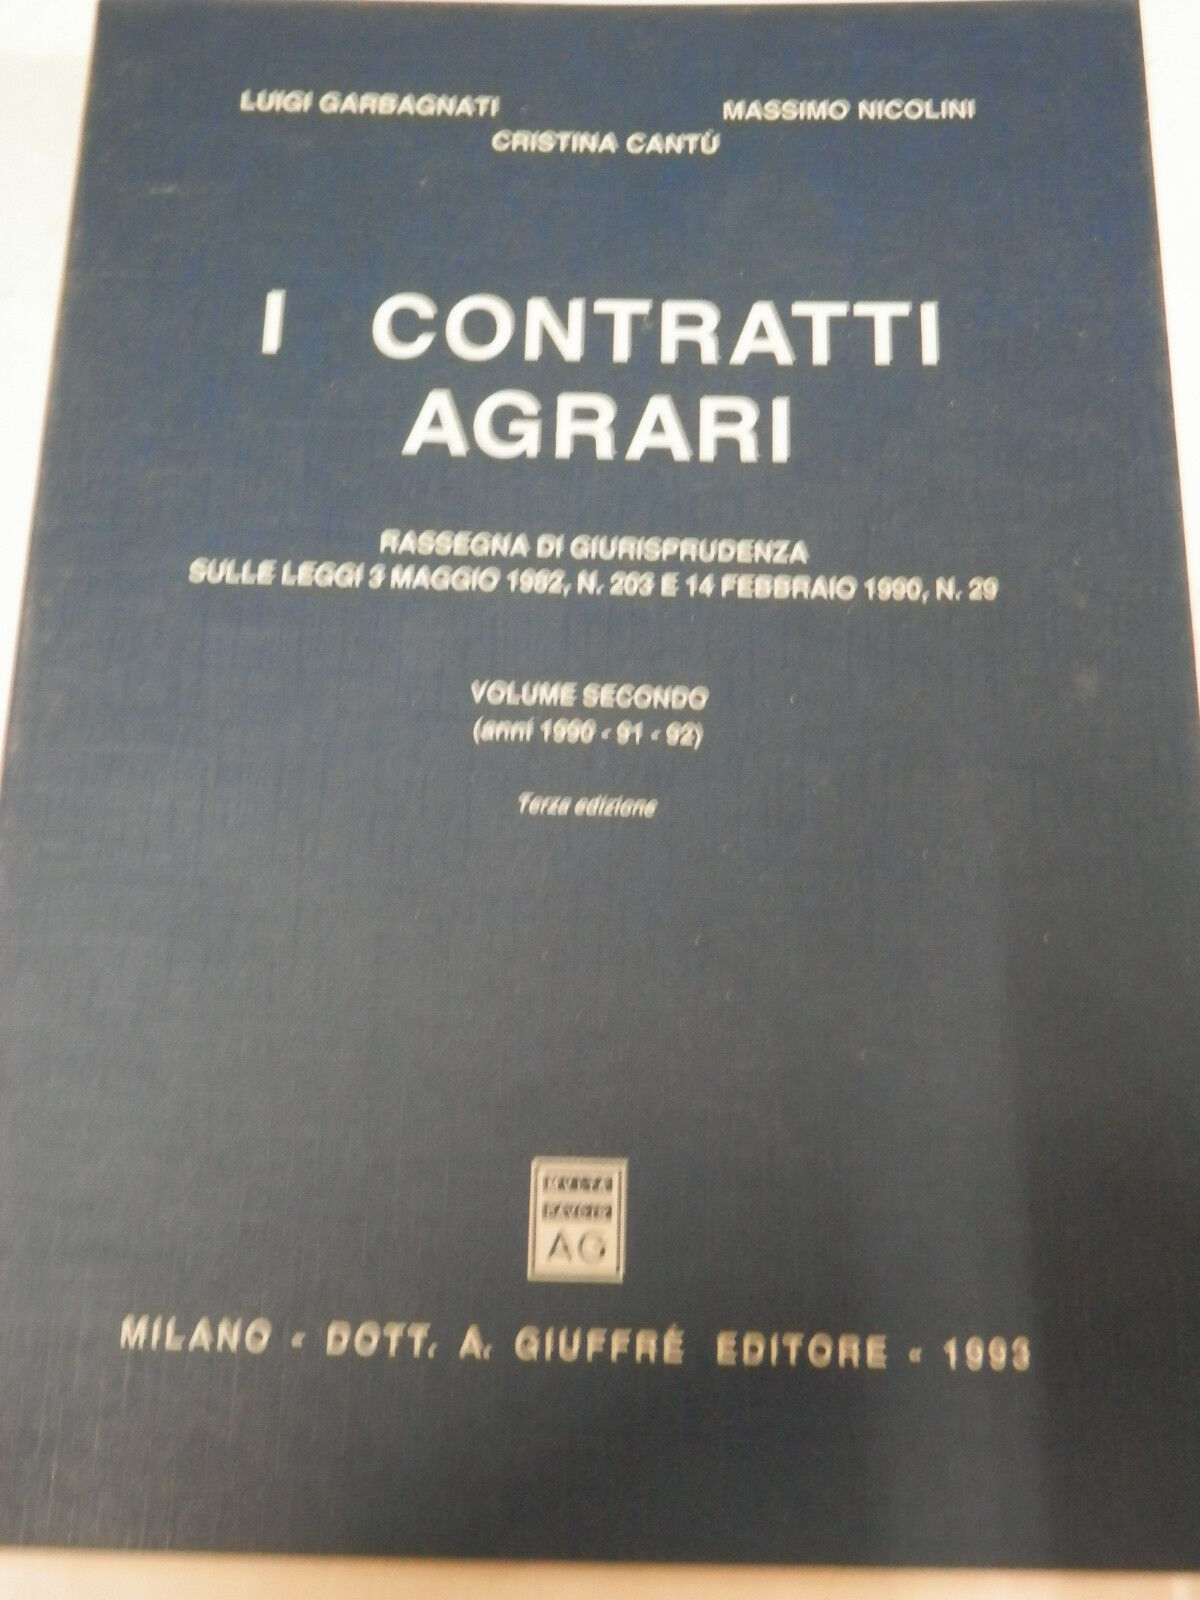 LUIGI GARBAGNATI MASSIMO NICOLINI
CRISTINA CANTÙ
I CONTRATTI
AGRARI
RASSEGNA DI GIURISPRUDENZA
SULLE LEGGI 3 MAGGIO 1982, N. 203 E 14 FEBBRAIO 1990, N. 29
VOLUME SECONDO
(anni 1990 - 91 - 92)
Terza edizione
AG
MILANO - DOTT. A. GIUFFRÈ EDITORE - 1993